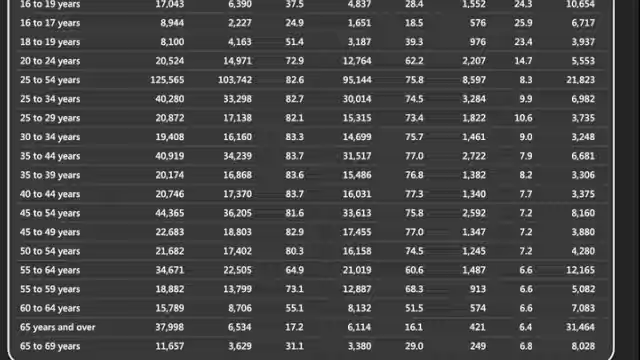 16 to 19 years 17,043 6,390 37.5 4,837 28.4 1,552 24.3 10,654
16 to 17 years 8,944 2,227 24.9 1,651 18.5 576 25.9 6,717
18 to 19 years 8,100 4,163 51.4 3,187 39.3 976 23.4 3,937
20 to 24 years 20,524 14,971 72.9 12,764 62.2 2,207 14.7 5,553
25 to 54 years 125,565 103,742 82.6 95,144 75.8 8,597 8.3 21,823
25 to 34 years 40,280 33,298 82.7 30,014 74.5 3,284 9.9 6,982
25 to 29 years 20,872 17,138 82.1 15,315 73.4 1,822 10.6 3,735
30 to 34 years 19,408 16,160 83.3 14,699 75.7 1,461 9.0 3,248
35 to 44 years 40,919 34,239 83.7 31,517 77.0 2,722 7.9 6,681
35 to 39 years 20,174 16,868 83.6 15,486 76.8 1,382 8.2 3,306
40 to 44 years 20,746 17,370 83.7 16,031 77.3 1,340 7.7 3,375
45 to 54 years 44,365 36,205 81.6 33,613 75.8 2,592 7.2 8,160
45 to 49 years 22,683 18,803 82.9 17,455 77.0 1,347 7.2 3,880
50 to 54 years 21,682 17,402 80.3 16,158 74.5 1,245 7.2 4,280
55 to 64 years 34,671 22,505 64.9 21,019 60.6 1,487 6.6 12,165
55 to 59 years 18,882 13,799 73.1 12,887 68.3 913 6.6 5,082
60 to 64 years 15,789 8,706 55.1 8,132 51.5 574 6.6 7,083
65 years and over 37,998 6,534 17.2 6,114 16.1 421 6.4 31,464
65 to 69 years 11,657 3,629 31.1 3,380 29.0 249 6.8 8,028